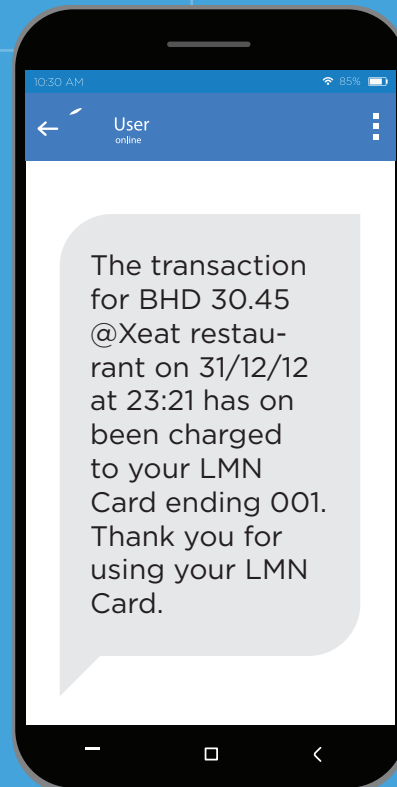 10:30 AM 85%
User
online
The transaction
for BHD 30.45
@Xeat restau-
rant on 31/12/12
at 23:21 has on
been charged
to your LMN
Card ending 001.
Thank you for
using your LMN
Card.